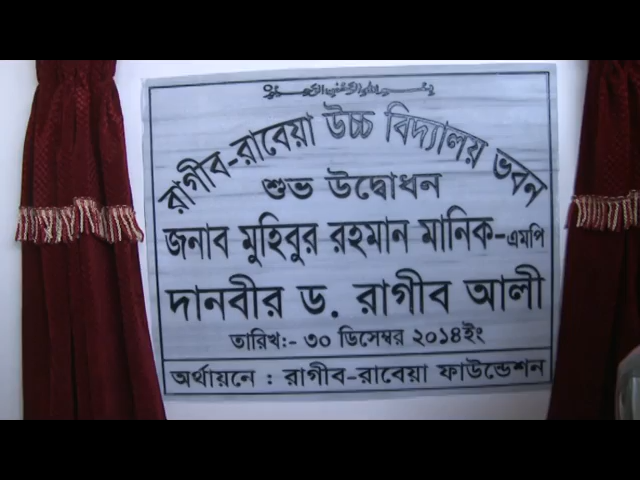 রাগীব-রাবেয়া উচ্চ বিদ্যালয় ভবন
শুভ উদ্বোধন
জনাব মুহিবুর রহমান মানিক-এমপি
দানবীর ড. রাগীব আলী
তারিখ:- ৩০ ডিসেম্বর ২০১৪ইং
অর্থায়নে : রাগীব-রাবেয়া ফাউন্ডেশন